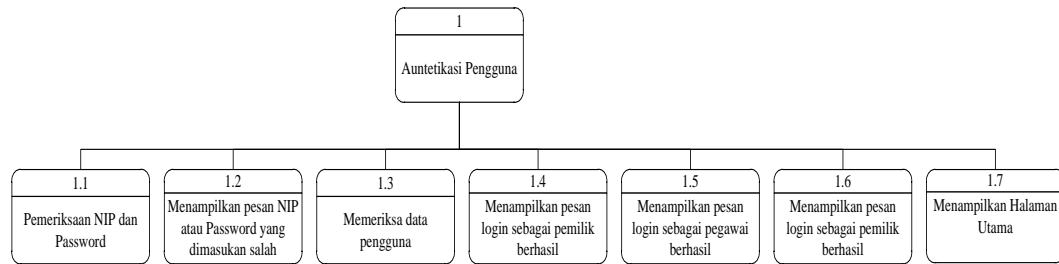 1
Auntetikasi Pengguna
1.1
Pemeriksaan NIP dan
Password
1.2
Menampilkan pesan NIP
atau Password yang
dimasukan salah
1.3
Memeriksa data
pengguna
1.4
Menampilkan pesan
login sebagai pemilik
berhasil
1.5
Menampilkan pesan
login sebagai pegawai
berhasil
1.6
Menampilkan pesan
login sebagai pemilik
berhasil
1.7
Menampilkan Halaman
Utama